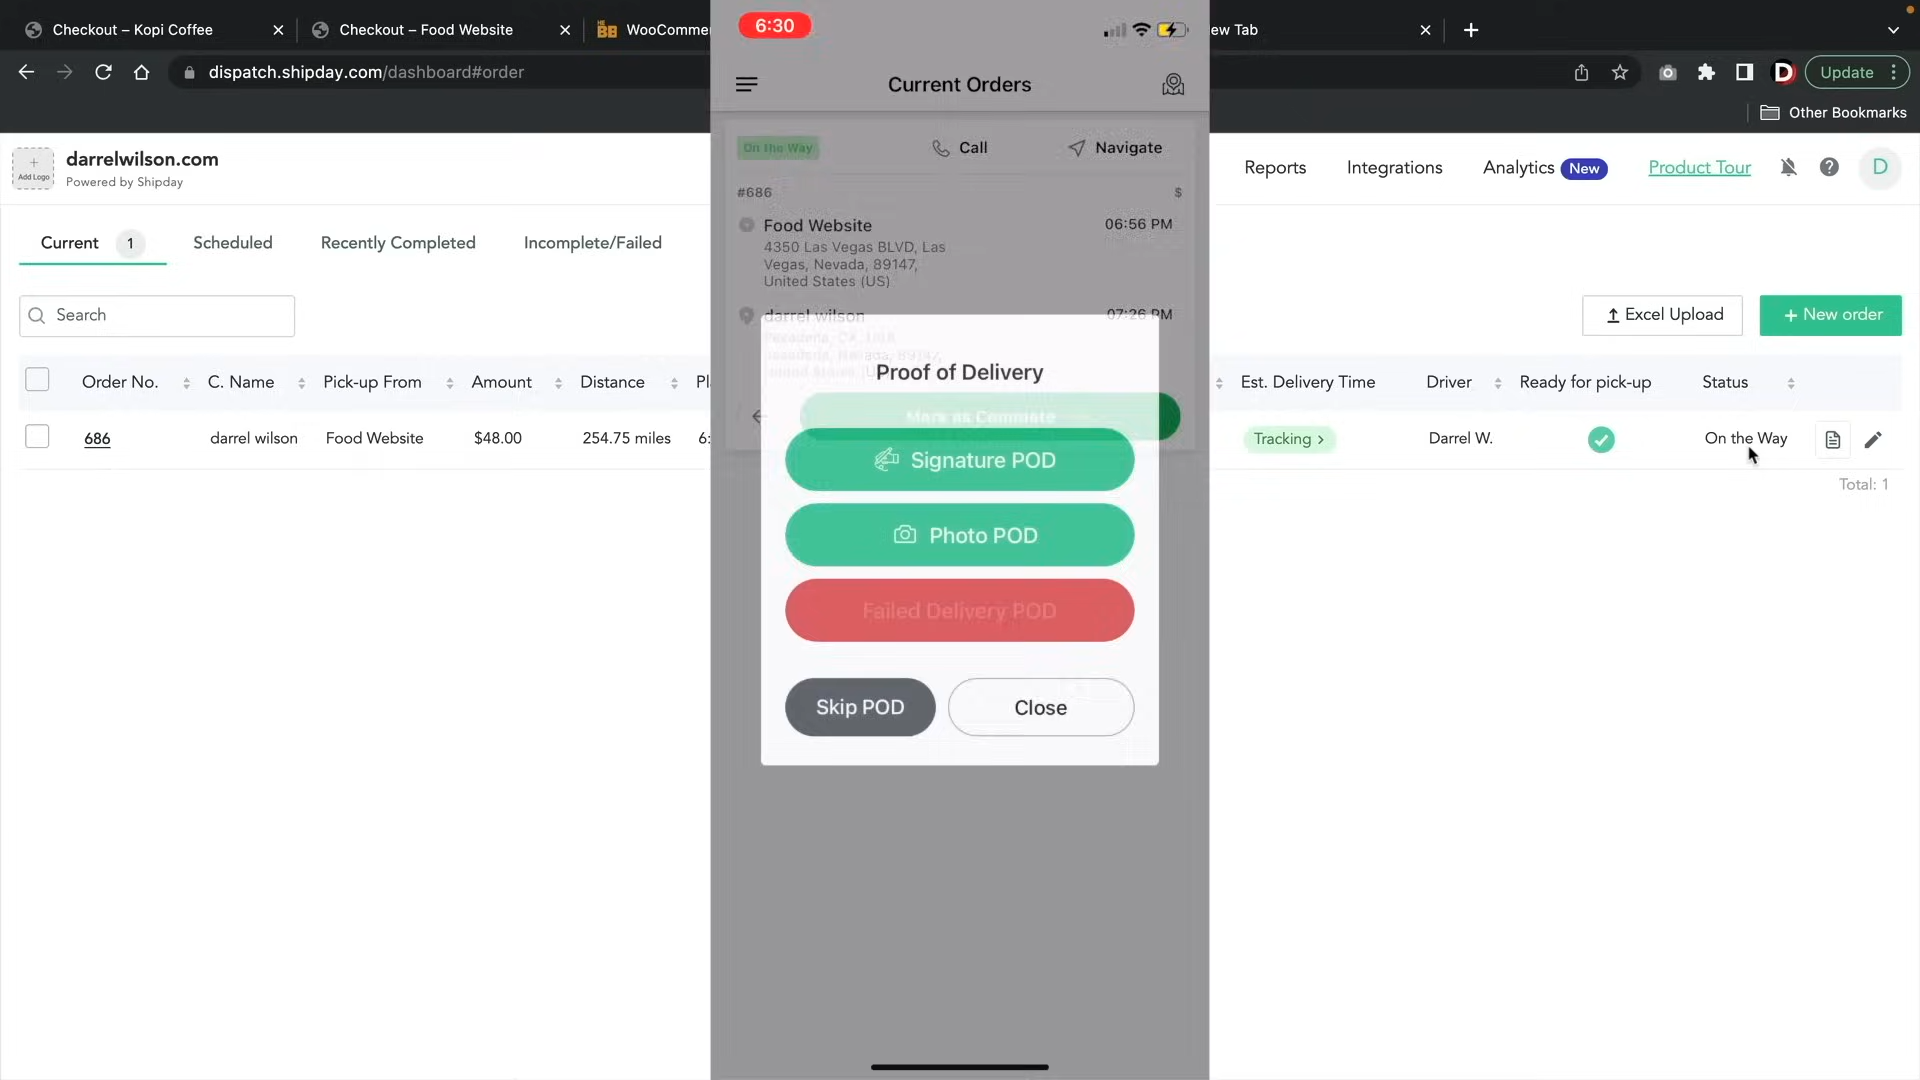 Checkout – Kopi Coffee
Checkout – Food Website
WooCommer
ew Tab
dispatch.shipday.com/dashboard#order
Update
Other Bookmarks
6:30
Current Orders
On the Way
Call
Navigate
#686
$
Food Website
06:56 PM
4350 Las Vegas BLVD, Las
Vegas, Nevada, 89147,
United States (US)
darrel wilson
07:26 PM
Proof of Delivery
Mark as Complete
Signature POD
Photo POD
Failed Delivery POD
Skip POD
Close
Add Logo
darrelwilson.com
Powered by Shipday
Reports
Integrations
Analytics New
Product Tour
D
Current 1
Scheduled
Recently Completed
Incomplete/Failed
Search
Excel Upload
+ New order
Order No.
C. Name
Pick-up From
Amount
Distance
Pl
Est. Delivery Time
Driver
Ready for pick-up
Status
686
darrel wilson
Food Website
$48.00
254.75 miles
6:
Tracking >
Darrel W.
On the Way
Total: 1